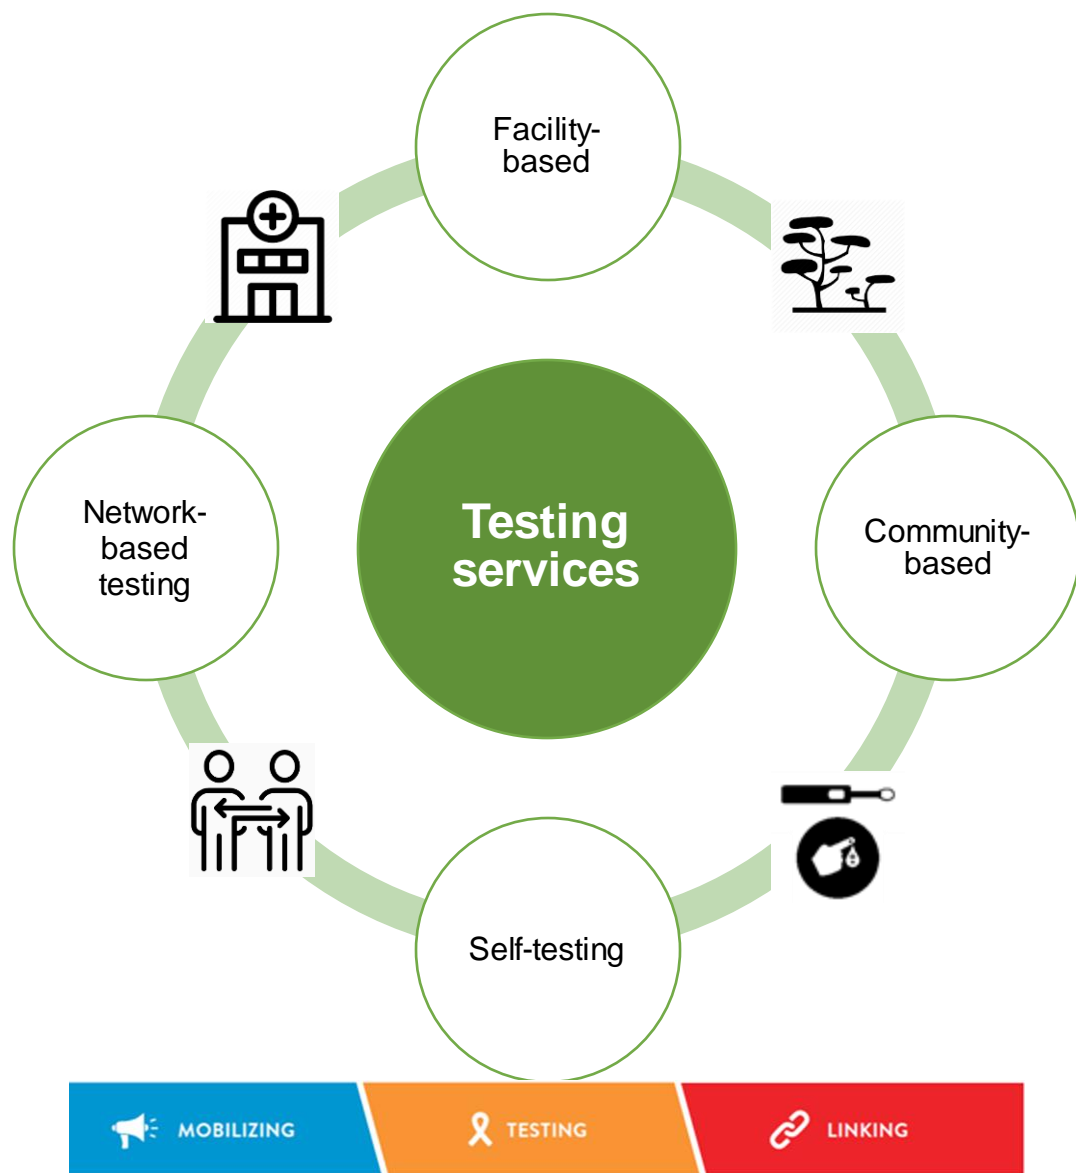 Facility-
based
Network-
based
testing
Testing
services
Community-
based
Self-testing
MOBILIZING
TESTING
LINKING